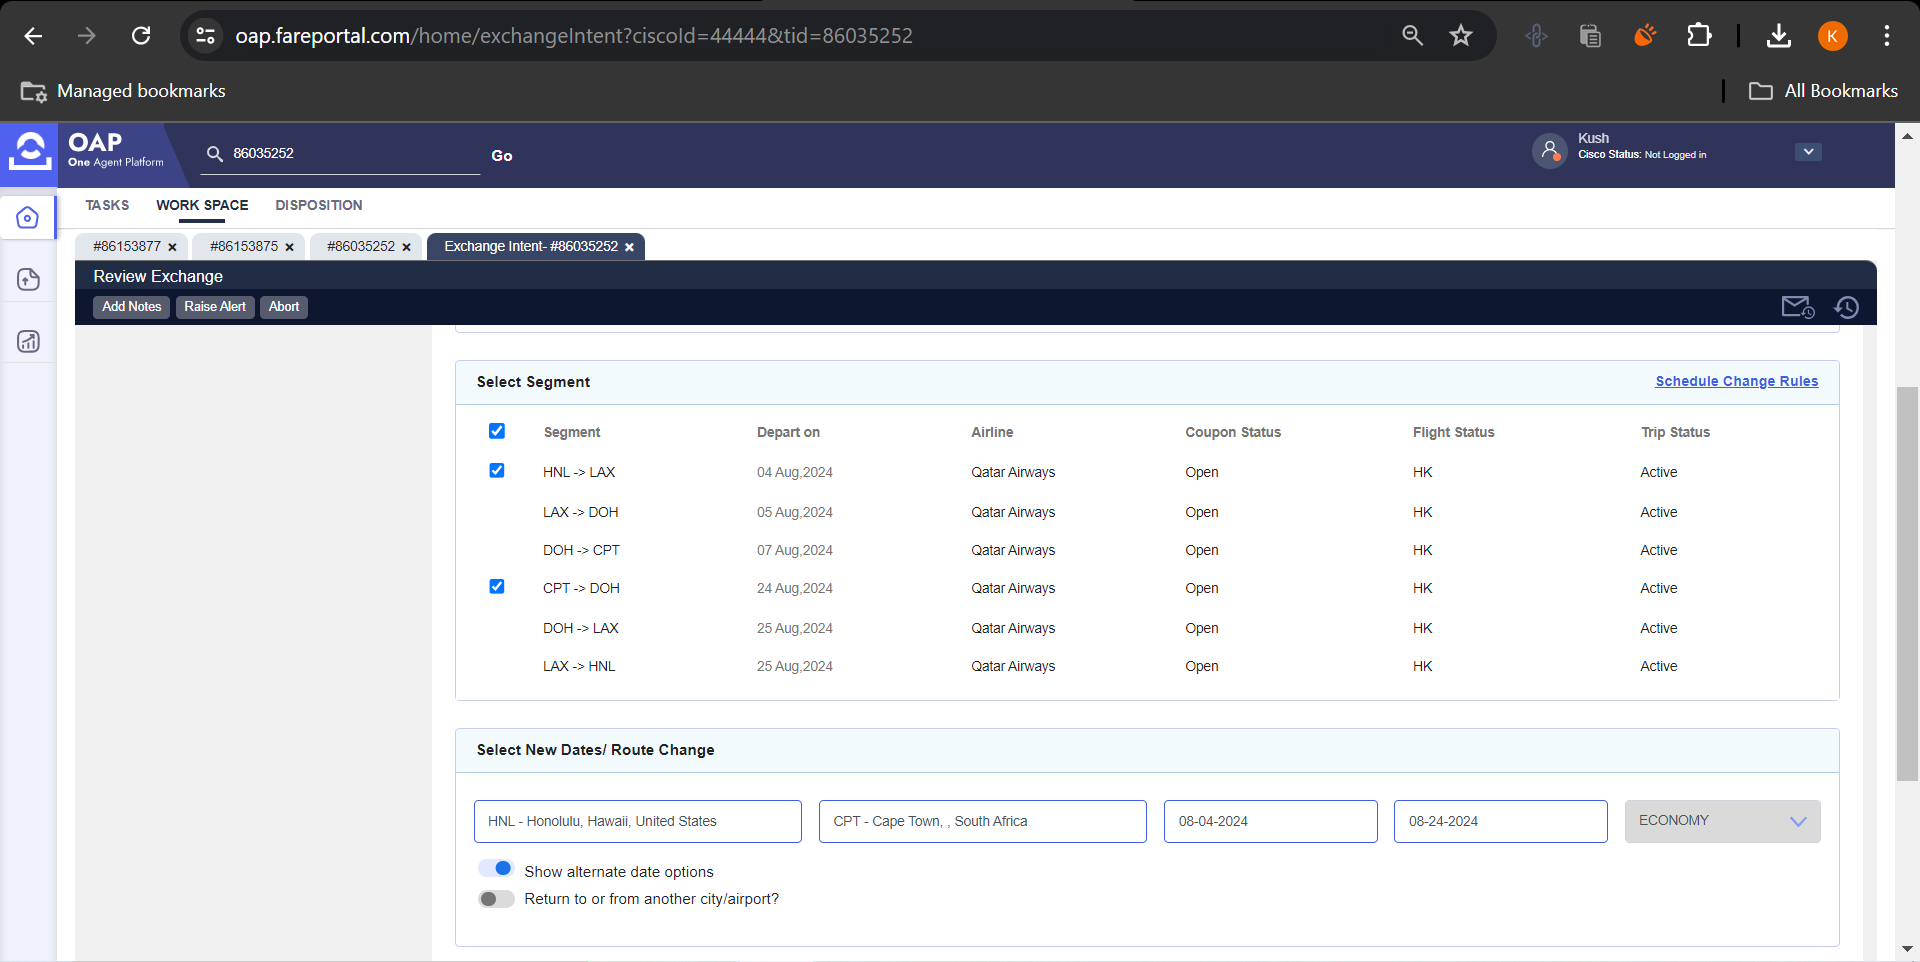 oap.fareportal.com/home/exchangeIntent?ciscoId=44444&tid=86035252
K
Managed bookmarks
All Bookmarks
OAP
One Agent Platform
86035252
Go
Kush
Cisco Status: Not Logged in
TASKS
WORK SPACE
DISPOSITION
#86153877 ×
#86153875 ×
#86035252 ×
Exchange Intent- #86035252 ×
Review Exchange
Add Notes
Raise Alert
Abort
Select Segment
Schedule Change Rules
Segment Depart on Airline Coupon Status Flight Status Trip Status
HNL -> LAX 04 Aug,2024 Qatar Airways Open HK Active
LAX -> DOH 05 Aug,2024 Qatar Airways Open HK Active
DOH -> CPT 07 Aug,2024 Qatar Airways Open HK Active
CPT -> DOH 24 Aug,2024 Qatar Airways Open HK Active
DOH -> LAX 25 Aug,2024 Qatar Airways Open HK Active
LAX -> HNL 25 Aug,2024 Qatar Airways Open HK Active
Select New Dates/ Route Change
HNL - Honolulu, Hawaii, United States
CPT - Cape Town, , South Africa
08-04-2024
08-24-2024
ECONOMY
Show alternate date options
Return to or from another city/airport?